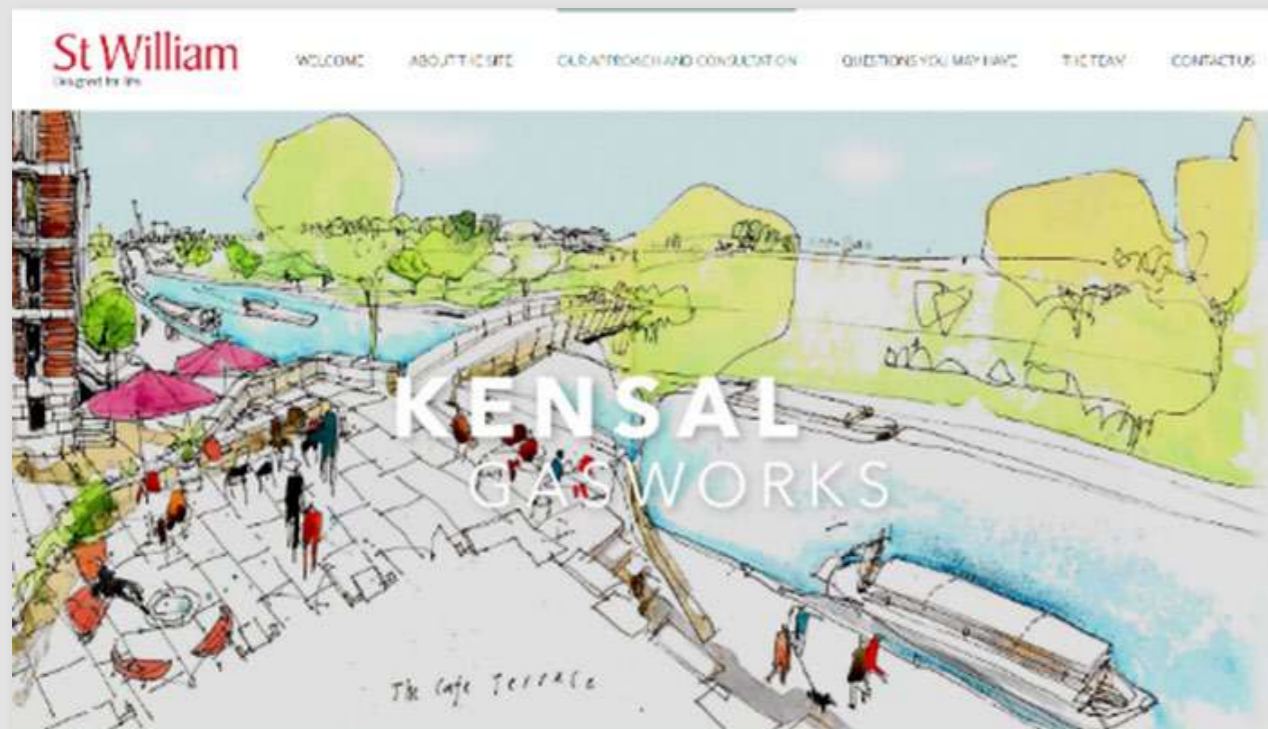 St William
Designed for life
WELCOME
ABOUT THE SITE
OUR APPROACH AND CONSULTATION
QUESTIONS YOU MAY HAVE
THE TEAM
CONTACT US
KENSAL
GASWORKS
The Cafe Terrace